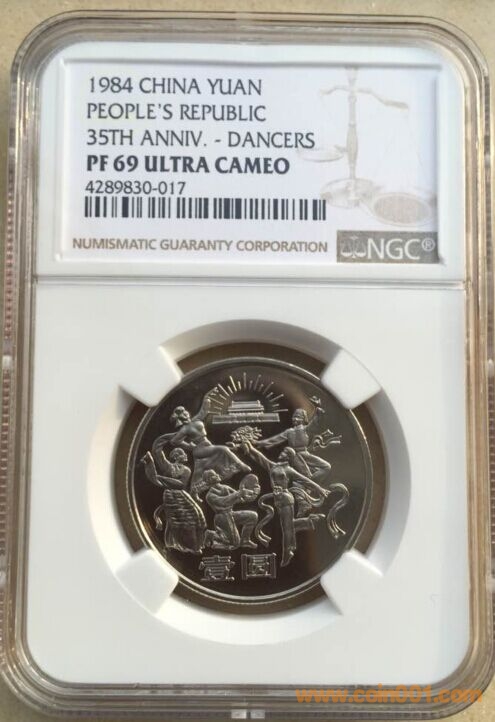 1984 CHINA YUAN
PEOPLE'S REPUBLIC
35TH ANNIV. - DANCERS
PF 69 ULTRA CAMEO
4289830-017
NUMISMATIC GUARANTY CORPORATION
NGC®
壹圆
www.coin001.com